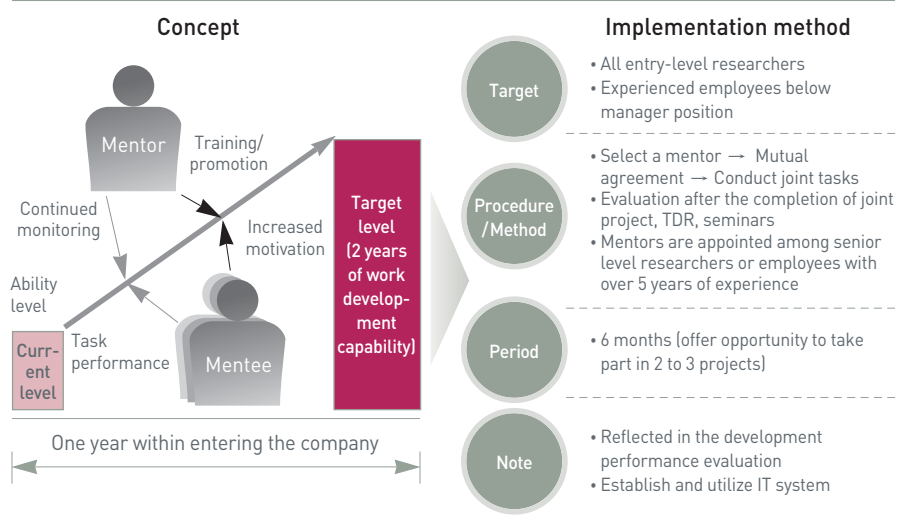 Concept
Mentor
Training/
promotion
Continued
monitoring
Increased
motivation
Ability
level
Task
performance
Mentee
Curr-
ent
level
Target
level
(2 years
of work
develop-
ment
capability)
One year within entering the company
Implementation method
Target
• All entry-level researchers
• Experienced employees below
manager position
Procedure
/Method
• Select a mentor → Mutual
agreement → Conduct joint tasks
• Evaluation after the completion of joint
project, TDR, seminars
• Mentors are appointed among senior
level researchers or employees with
over 5 years of experience
Period
• 6 months (offer opportunity to take
part in 2 to 3 projects)
Note
• Reflected in the development
performance evaluation
• Establish and utilize IT system